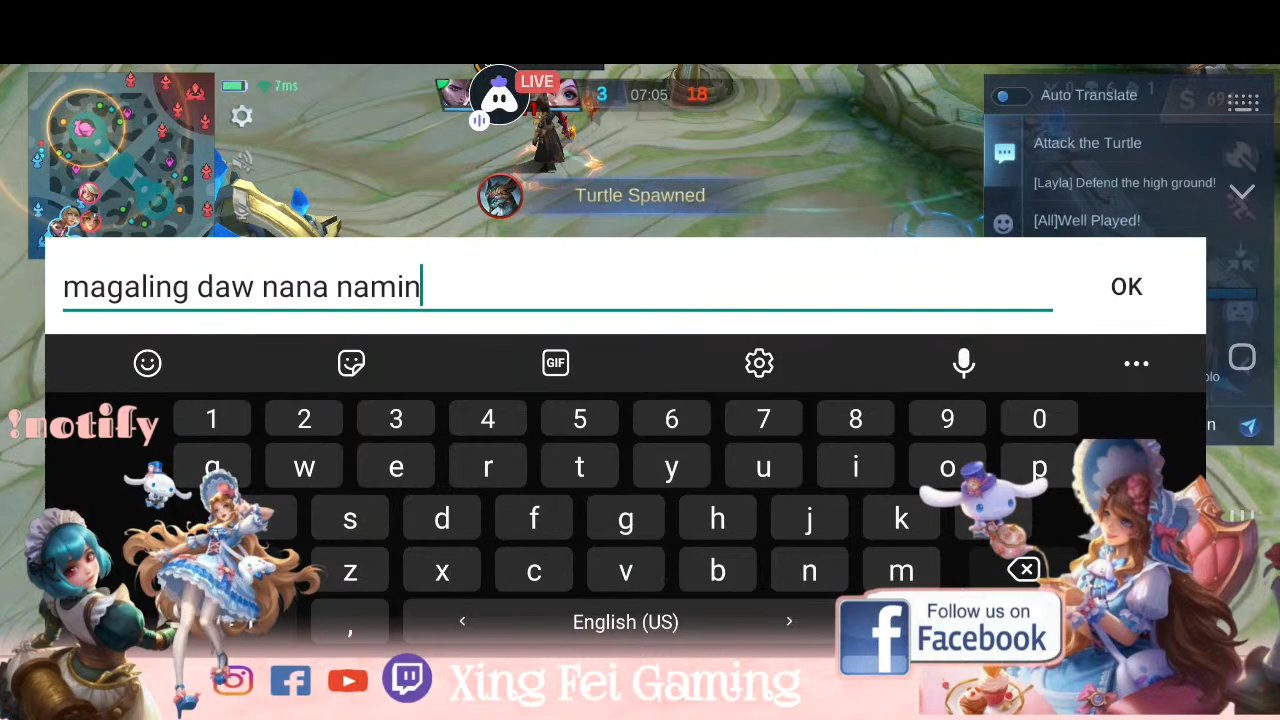 7ms
LIVE
3 07:05 18
Auto Translate
Attack the Turtle
[Layla] Defend the high ground!
[All]Well Played!
Turtle Spawned
magaling daw nana namin
OK
GIF
!notify
1 2 3 4 5 6 7 8 9 0
q w e r t y u i o p
s d f g h j k
z x c v b n m
, < English (US) >
Follow us on
Facebook
Xing Fei Gaming